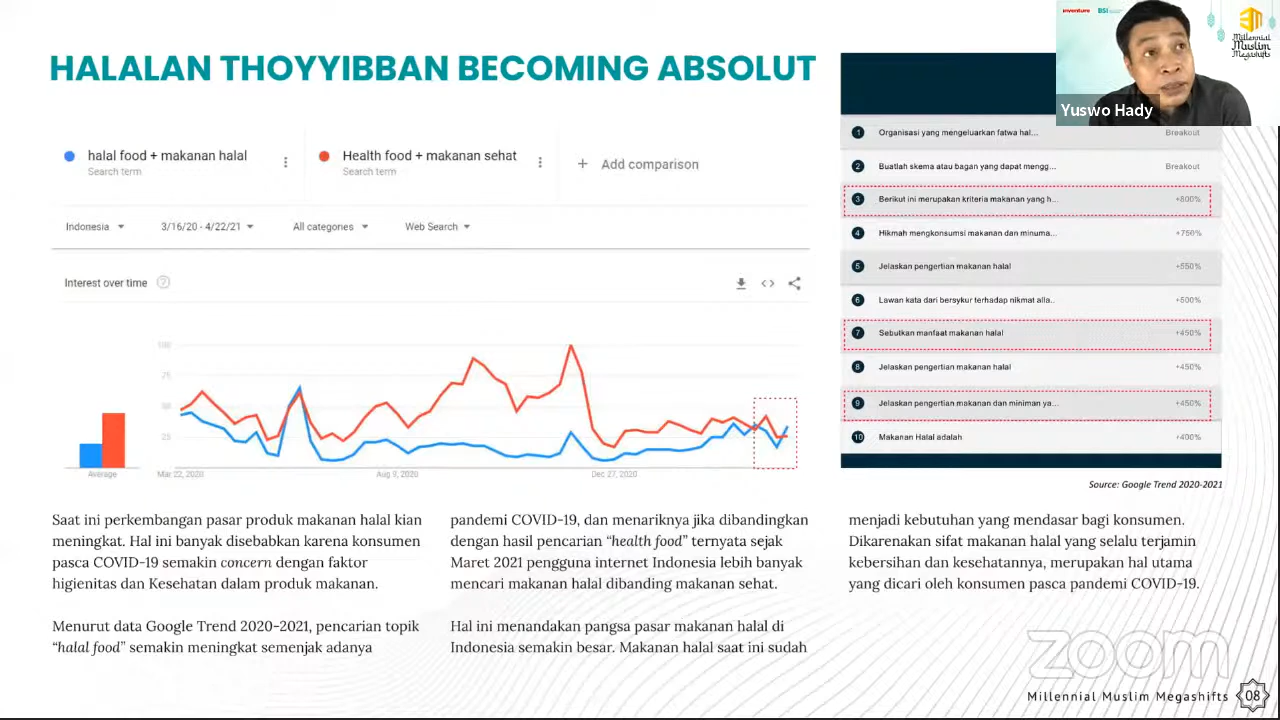 HALALAN THOYYIBBAN BECOMING ABSOLUT
inventure
BSI
Millennial
Muslim
Megashifts
Yuswo Hady
halal food + makanan halal
Search term
Health food + makanan sehat
Search term
+ Add comparison
Indonesia
3/16/20 - 4/22/21
All categories
Web Search
Interest over time
100
75
50
25
Average
Mar 22, 2020
Aug 9, 2020
Dec 27, 2020
1 Organisasi yang mengeluarkan fatwa hal... Breakout
2 Buatlah skema atau bagan yang dapat mengg... Breakout
3 Berikut ini merupakan kriteria makanan yang h... +800%
4 Hikmah mengkonsumsi makanan dan minuma... +750%
5 Jelaskan pengertian makanan halal +550%
6 Lawan kata dari bersykur terhadap nikmat alla.. +500%
7 Sebutkan manfaat makanan halal +450%
8 Jelaskan pengertian makanan halal +450%
9 Jelaskan pengertian makanan dan miniman ya... +450%
10 Makanan Halal adalah +400%
Source: Google Trend 2020-2021
Saat ini perkembangan pasar produk makanan halal kian
meningkat. Hal ini banyak disebabkan karena konsumen
pasca COVID-19 semakin concern dengan faktor
higienitas dan Kesehatan dalam produk makanan.
Menurut data Google Trend 2020-2021, pencarian topik
“halal food” semakin meningkat semenjak adanya
pandemi COVID-19, dan menariknya jika dibandingkan
dengan hasil pencarian “health food” ternyata sejak
Maret 2021 pengguna internet Indonesia lebih banyak
mencari makanan halal dibanding makanan sehat.
Hal ini menandakan pangsa pasar makanan halal di
Indonesia semakin besar. Makanan halal saat ini sudah
menjadi kebutuhan yang mendasar bagi konsumen.
Dikarenakan sifat makanan halal yang selalu terjamin
kebersihan dan kesehatannya, merupakan hal utama
yang dicari oleh konsumen pasca pandemi COVID-19.
zoom
Millennial Muslim Megashifts 08